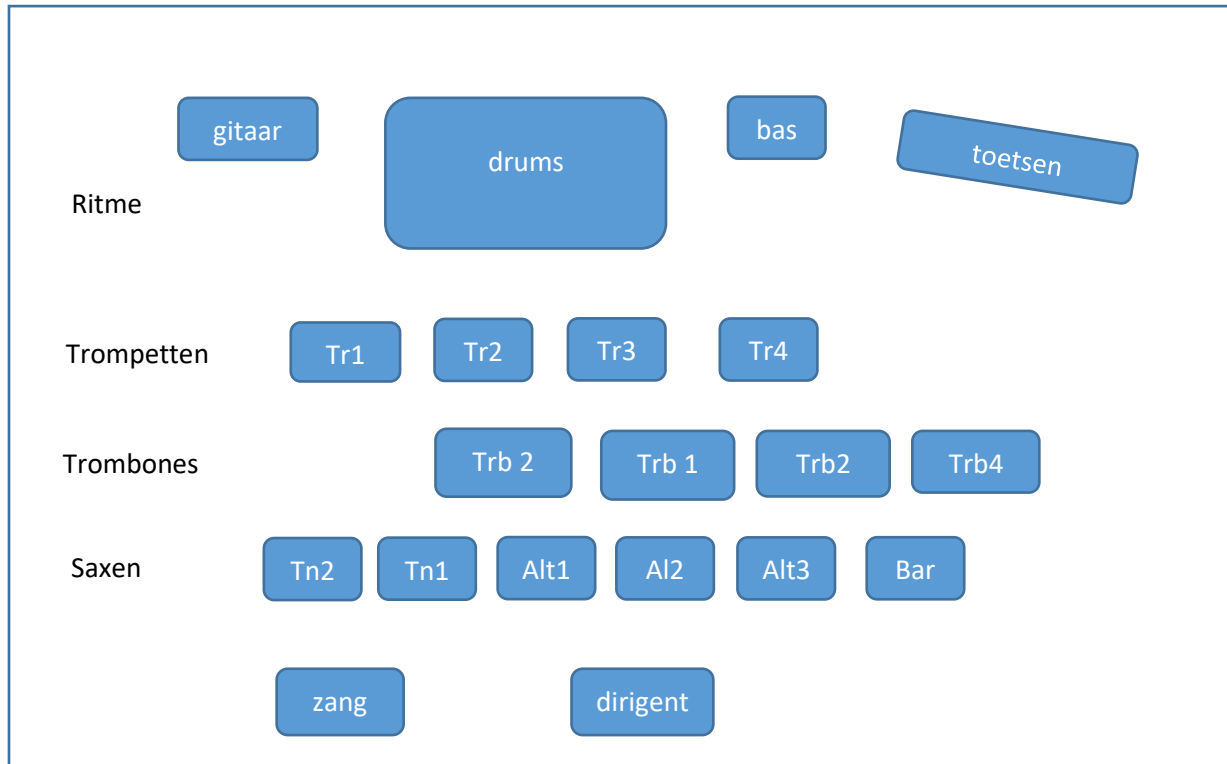 gitaar
drums
bas
toetsen
Ritme
Trompetten
Tr1
Tr2
Tr3
Tr4
Trombones
Trb 2
Trb 1
Trb2
Trb4
Saxen
Tn2
Tn1
Alt1
Al2
Alt3
Bar
zang
dirigent